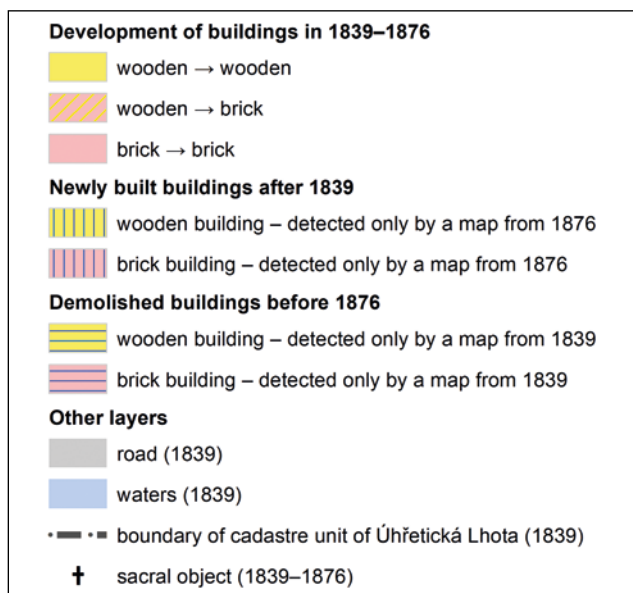 Development of buildings in 1839–1876
wooden → wooden
wooden → brick
brick → brick
Newly built buildings after 1839
wooden building – detected only by a map from 1876
brick building – detected only by a map from 1876
Demolished buildings before 1876
wooden building – detected only by a map from 1839
brick building – detected only by a map from 1839
Other layers
road (1839)
waters (1839)
boundary of cadastre unit of Úhřetická Lhota (1839)
sacral object (1839–1876)